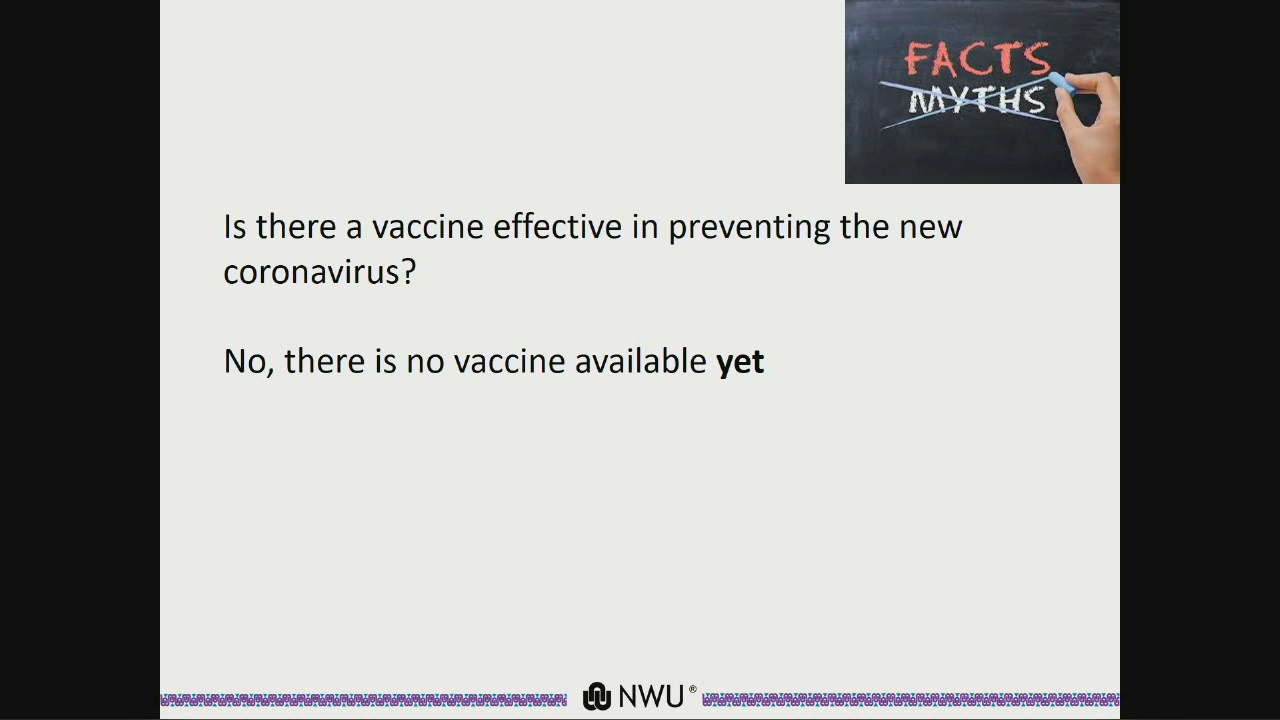 FACTS
MYTHS
Is there a vaccine effective in preventing the new
coronavirus?
No, there is no vaccine available yet
NWU®